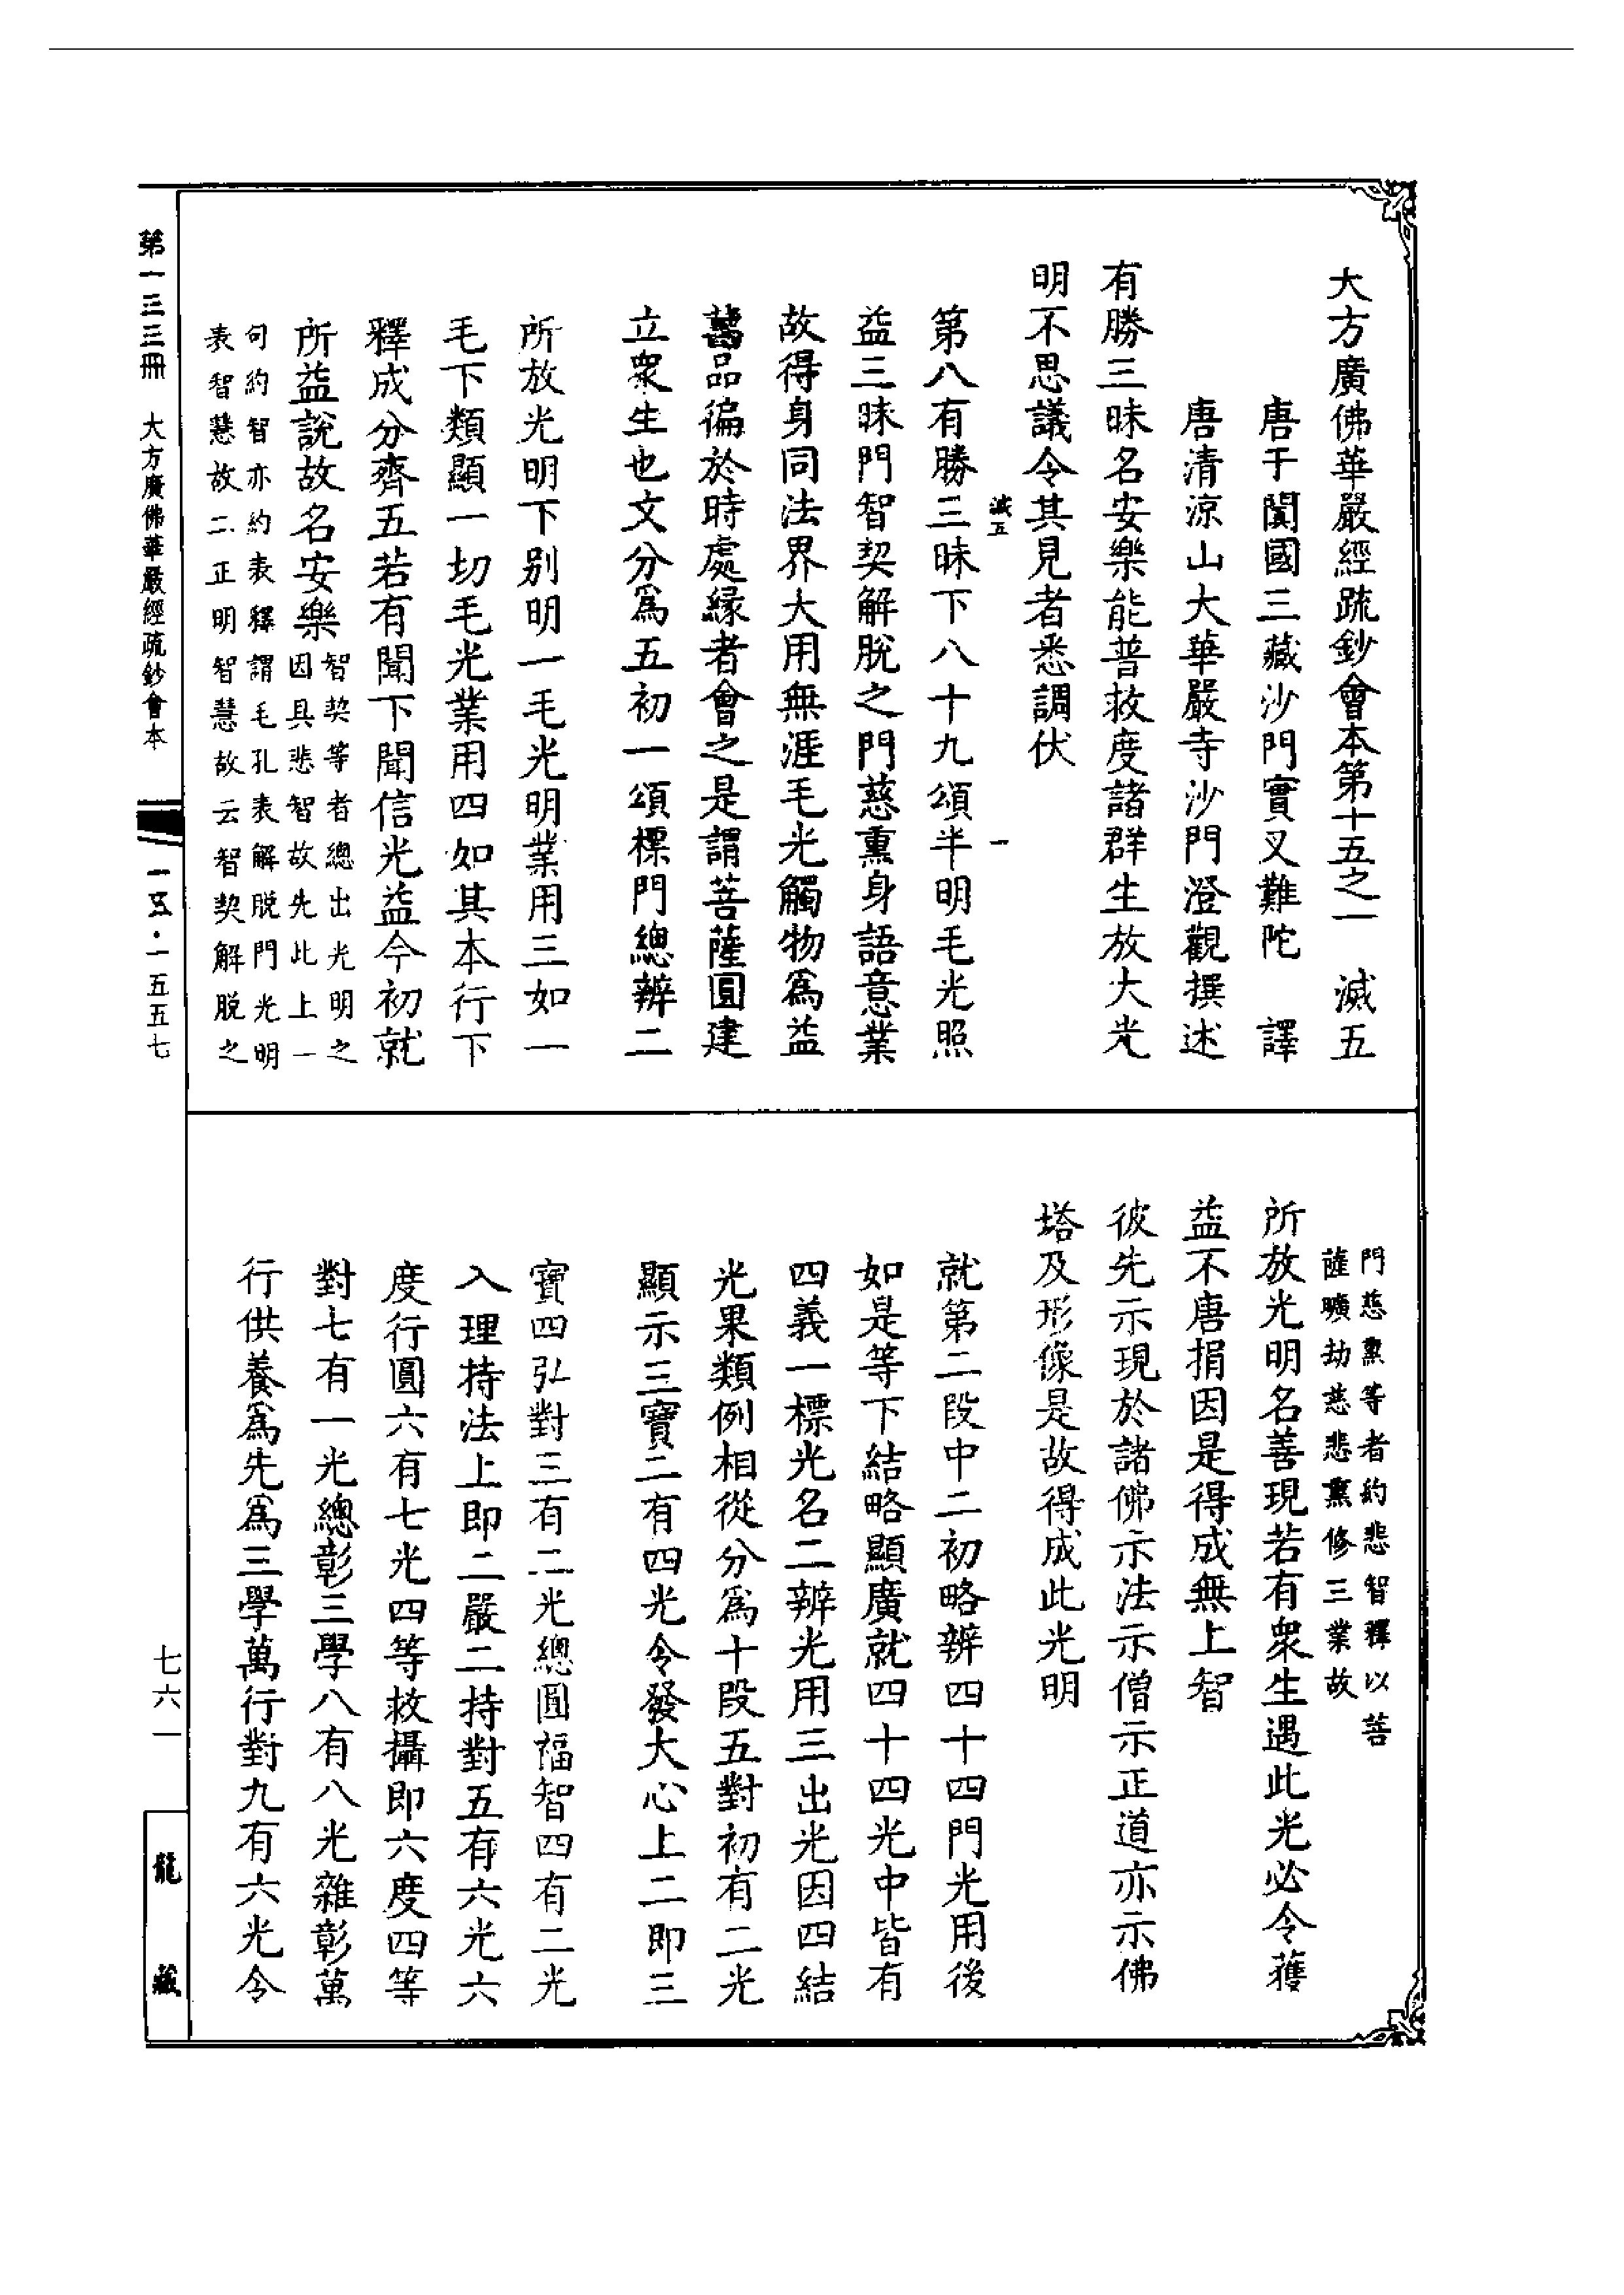 大方廣佛華嚴經疏鈔會本第十五之一　滅五
唐于闐國三藏沙門實叉難陀　譯
唐清涼山大華嚴寺沙門澄觀撰述
有勝三昧名安樂能普救度諸群生放大光
明不思議令其見者悉調伏
滅五　一
第八有勝三昧下八十九頌半明毛光照
益三昧門智契解脫之門慈熏身語意業
故得身同法界大用無涯毛光觸物爲益
萬品徧於時處緣者會之是謂菩薩圓建
立衆生也文分爲五初一頌標門總辨二
所放光明下別明一毛光明業用三如一
毛下類顯一切毛光業用四如其本行下
釋成分齊五若有聞下聞信光益今初就
所益說故名安樂
智契等者總出光明之
因具悲智故先此上一
句約智亦約表釋謂毛孔表解脫門光明
表智慧故二正明智慧故云智契解脫之
門慈熏等者約悲智釋以菩
薩曠劫慈悲熏修三業故
所放光明名善現若有衆生遇此光必令獲
益不唐捐因是得成無上智
彼先示現於諸佛示法示僧示正道亦示佛
塔及形像是故得成此光明
就第二段中二初略辨四十四門光用後
如是等下結略顯廣就四十四光中皆有
四義一標光名二辨光用三出光因四結
光果類例相從分爲十段五對初有二光
顯示三寶二有四光令發大心上二即三
寶四弘對三有二光總圓福智四有二光
入理持法上即二嚴二持對五有六光六
度行圓六有七光四等救攝即六度四等
對七有一光總彰三學八有八光雜彰萬
行供養爲先爲三學萬行對九有六光令
第一三三冊　大方廣佛華嚴經疏鈔會本
一五·一五五七
七六一
龍藏